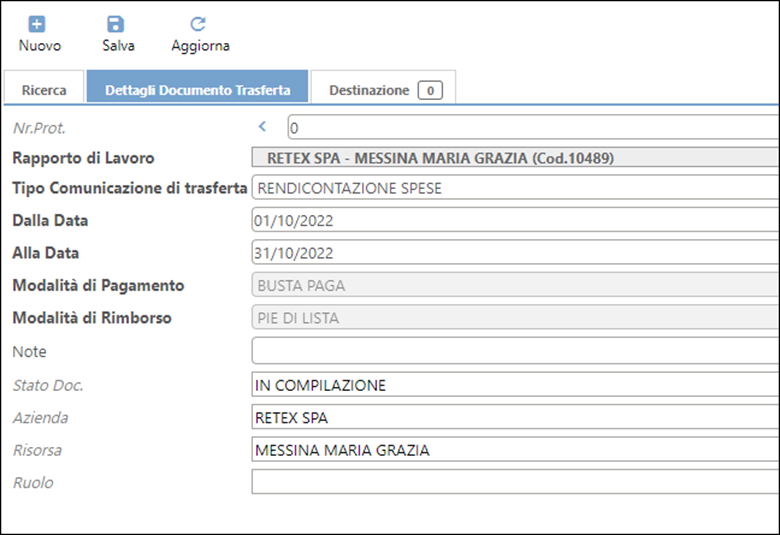 Nuovo Salva Aggiorna
Ricerca Dettagli Documento Trasferta Destinazione 0
Nr.Prot. 0
Rapporto di Lavoro RETEX SPA - MESSINA MARIA GRAZIA (Cod.10489)
Tipo Comunicazione di trasferta RENDICONTAZIONE SPESE
Dalla Data 01/10/2022
Alla Data 31/10/2022
Modalità di Pagamento BUSTA PAGA
Modalità di Rimborso PIE DI LISTA
Note
Stato Doc. IN COMPILAZIONE
Azienda RETEX SPA
Risorsa MESSINA MARIA GRAZIA
Ruolo